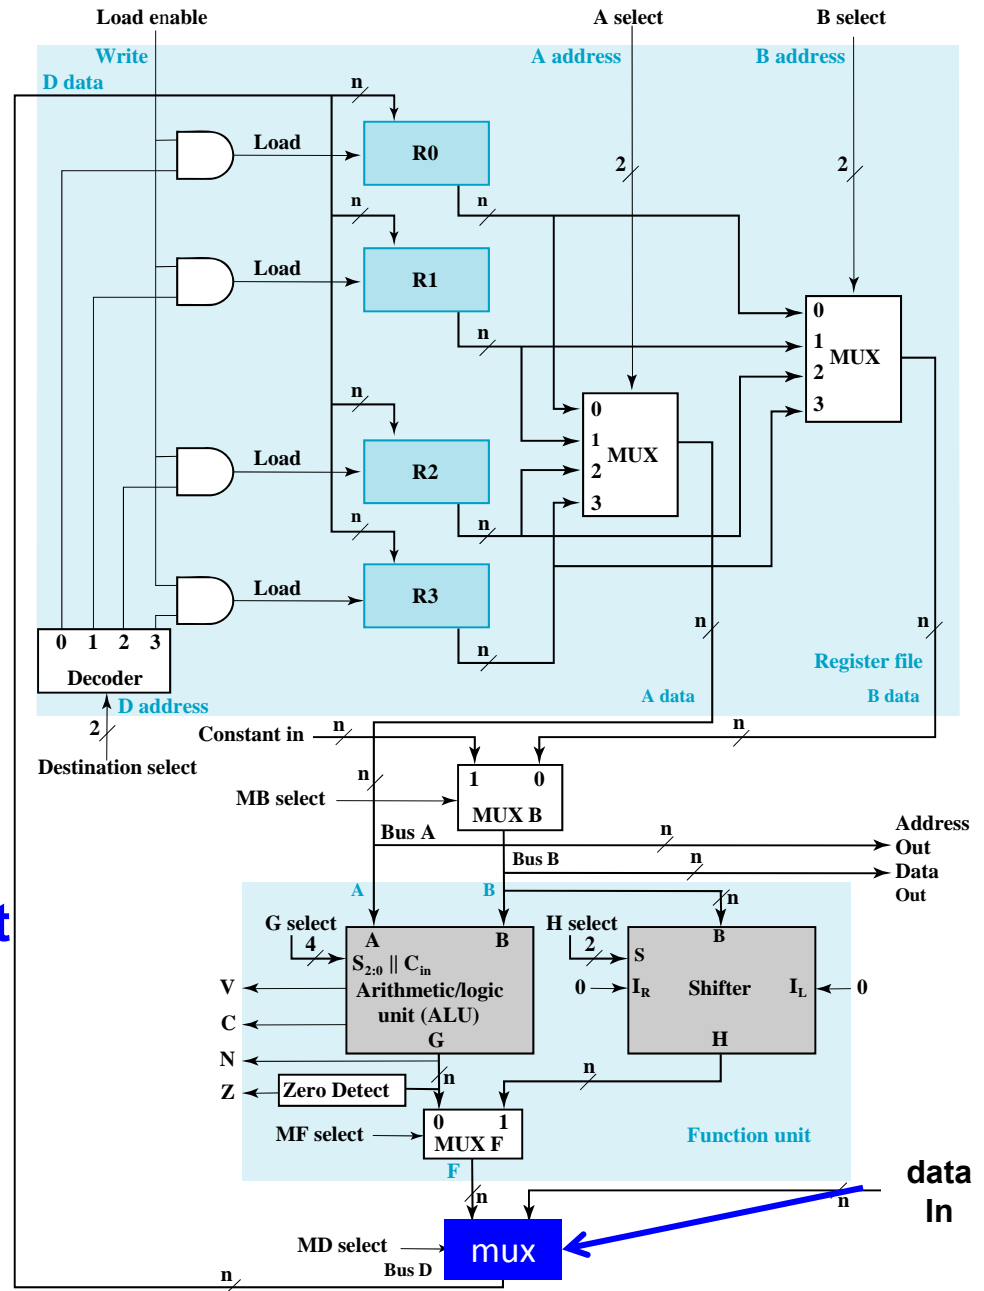 Load enable
A select
B select
Write
A address
B address
D data
n
Load
R0
2
2
n
n
Load
R1
0
1
MUX
2
3
n
n
0
1
MUX
2
3
Load
R2
n
n
Load
R3
n
n
n
0 1 2 3
Decoder
Register file
D address
A data
B data
2
Constant in
n
n
Destination select
n
1 0
MB select
MUX B
Bus A
n
Address
Out
Bus B
n
Data
Out
A
B
n
t
G select
4
H select
2
A
B
B
S2:0 || Cin
S
V
Arithmetic/logic
unit (ALU)
0
IR
Shifter
IL
0
C
G
H
N
n
n
Z
Zero Detect
0 1
MF select
MUX F
Function unit
F
n
n
data
In
MD select
mux
Bus D
n